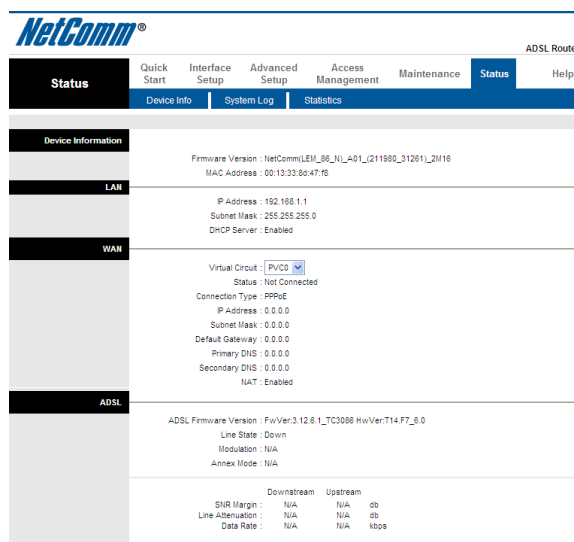 NetComm®
ADSL Route
Status
Quick Start
Interface Setup
Advanced Setup
Access Management
Maintenance
Status
Help
Device Info
System Log
Statistics
Device Information
Firmware Version : NetComm(LEM_86_N)_A01_(211980_31261)_2M16
MAC Address : 00:13:33:8d:47:f8
LAN
IP Address : 192.168.1.1
Subnet Mask : 255.255.255.0
DHCP Server : Enabled
WAN
Virtual Circuit : PVC0
Status : Not Connected
Connection Type : PPPoE
IP Address : 0.0.0.0
Subnet Mask : 0.0.0.0
Default Gateway : 0.0.0.0
Primary DNS : 0.0.0.0
Secondary DNS : 0.0.0.0
NAT : Enabled
ADSL
ADSL Firmware Version : FwVer:3.12.6.1_TC3086 HwVer:T14.F7_6.0
Line State : Down
Modulation : N/A
Annex Mode : N/A
Downstream Upstream
SNR Margin : N/A N/A db
Line Attenuation : N/A N/A db
Data Rate : N/A N/A kbps